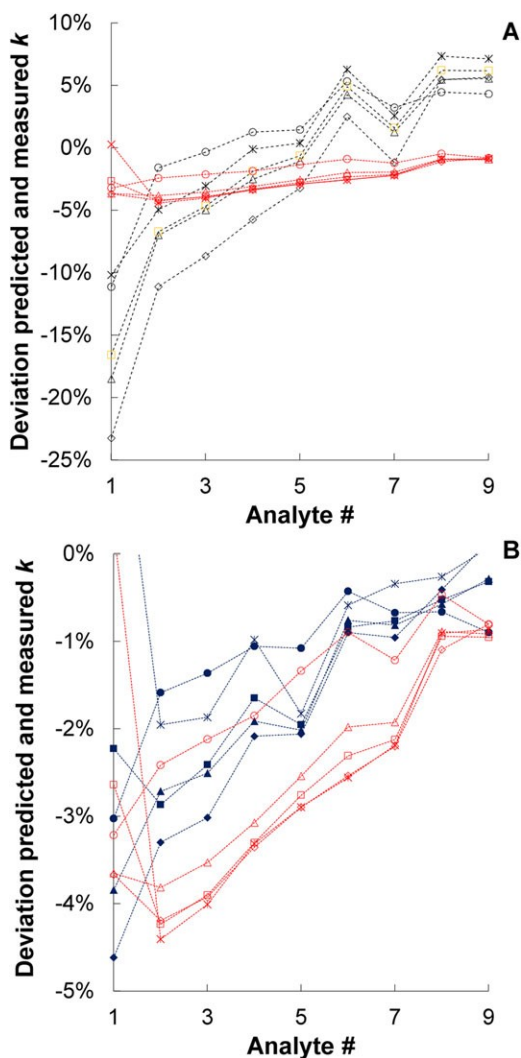 A
10%
5%
0%
-5%
-10%
-15%
-20%
-25%
Deviation predicted and measured k
1 3 5 7 9
Analyte #
B
0%
-1%
-2%
-3%
-4%
-5%
Deviation predicted and measured k
1 3 5 7 9
Analyte #